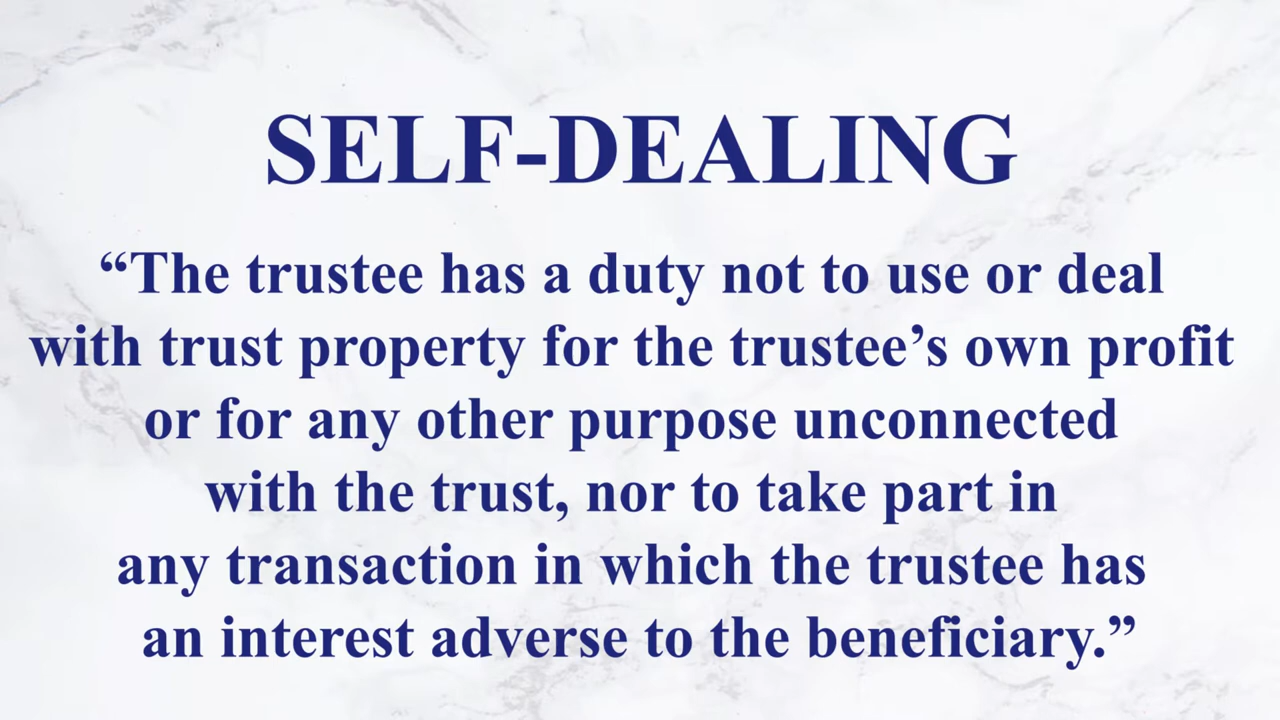 SELF-DEALING
“The trustee has a duty not to use or deal
with trust property for the trustee’s own profit
or for any other purpose unconnected
with the trust, nor to take part in
any transaction in which the trustee has
an interest adverse to the beneficiary.”